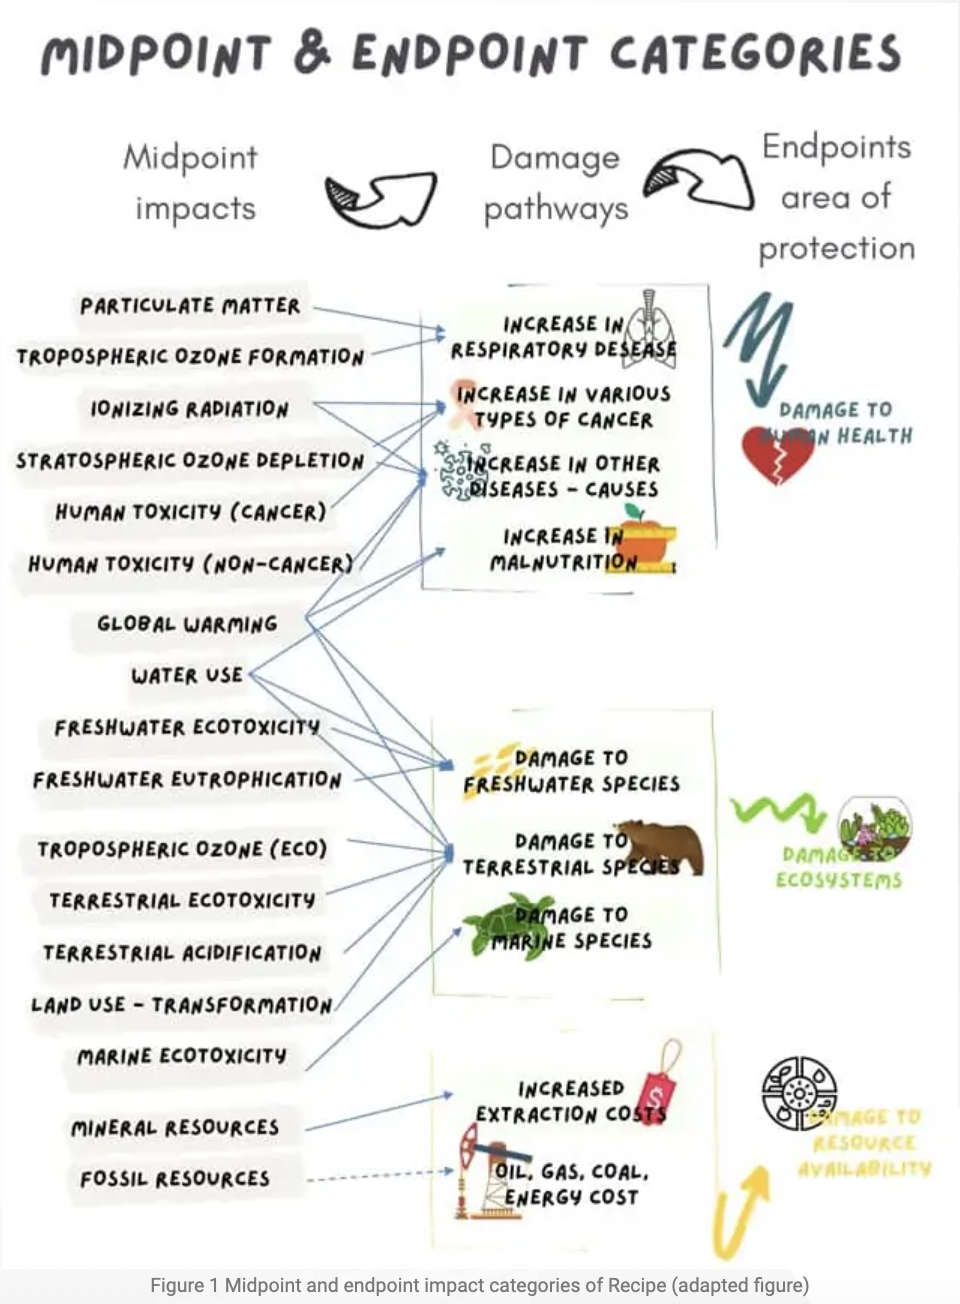 MIDPOINT & ENDPOINT CATEGORIES
Midpoint
impacts
Damage
pathways
Endpoints
area of
protection
PARTICULATE MATTER
TROPOSPHERIC OZONE FORMATION
IONIZING RADIATION
STRATOSPHERIC OZONE DEPLETION
HUMAN TOXICITY (CANCER)
HUMAN TOXICITY (NON-CANCER)
GLOBAL WARMING
WATER USE
FRESHWATER ECOTOXICITY
FRESHWATER EUTROPHICATION
TROPOSPHERIC OZONE (ECO)
TERRESTRIAL ECOTOXICITY
TERRESTRIAL ACIDIFICATION
LAND USE - TRANSFORMATION
MARINE ECOTOXICITY
MINERAL RESOURCES
FOSSIL RESOURCES
INCREASE IN
RESPIRATORY DESEASE
INCREASE IN VARIOUS
TYPES OF CANCER
INCREASE IN OTHER
DISEASES - CAUSES
INCREASE IN
MALNUTRITION
DAMAGE TO
FRESHWATER SPECIES
DAMAGE TO
TERRESTRIAL SPECIES
DAMAGE TO
MARINE SPECIES
INCREASED
EXTRACTION COSTS
$
OIL, GAS, COAL,
ENERGY COST
DAMAGE TO
HUMAN HEALTH
DAMAGE TO
ECOSYSTEMS
DAMAGE TO
RESOURCE
AVAILABILITY
Figure 1 Midpoint and endpoint impact categories of Recipe (adapted figure)